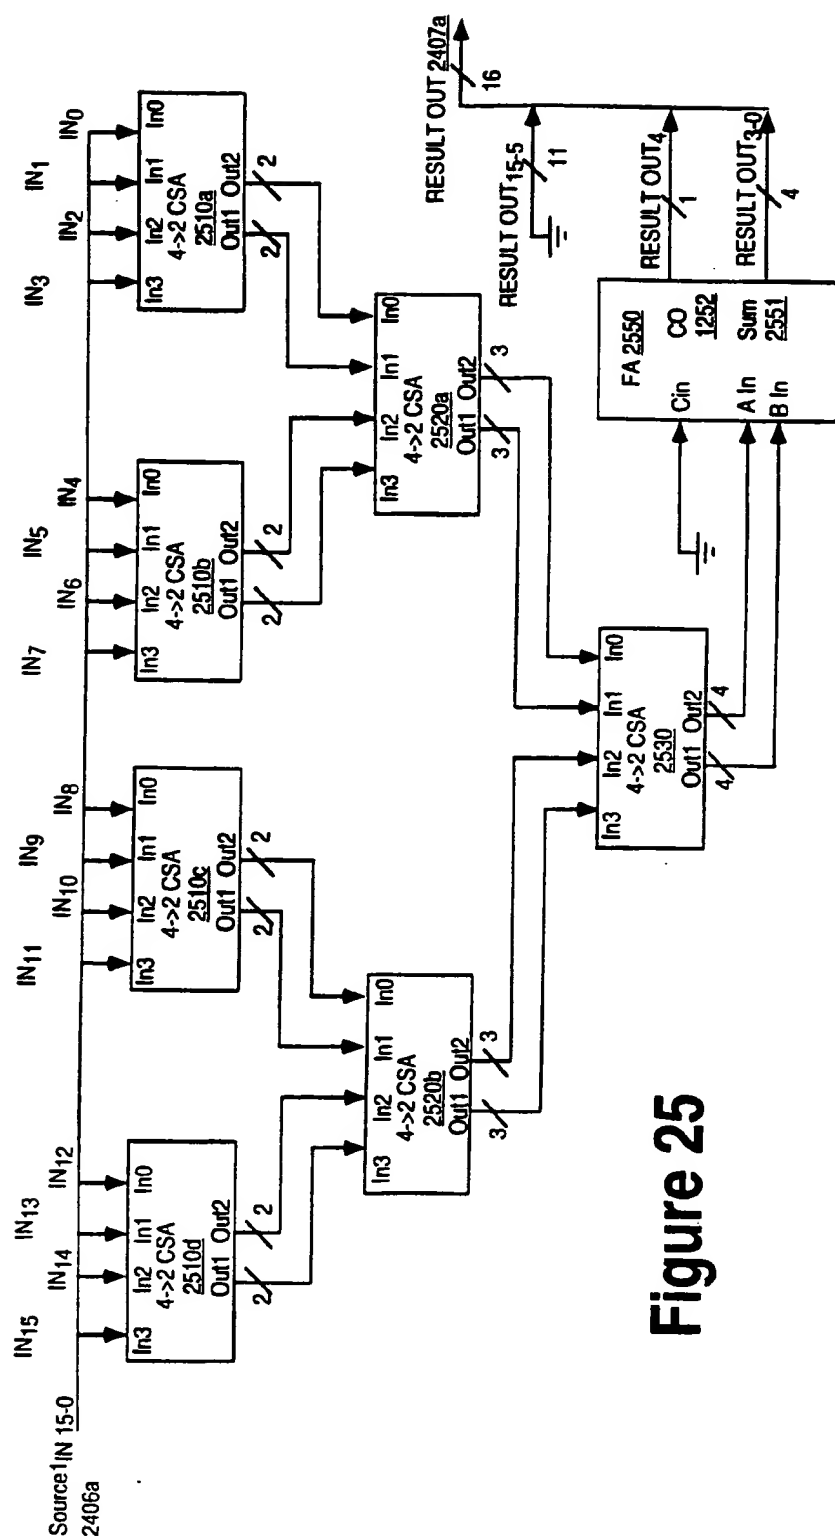 Source1 IN 15-0
2406a
IN15
IN14
IN13
IN12
IN11
IN10
IN9
IN8
IN7
IN6
IN5
IN4
IN3
IN2
IN1
IN0
In3 In2 In1 In0
4->2 CSA
2510d
Out1 Out2
2 2
In3 In2 In1 In0
4->2 CSA
2510c
Out1 Out2
2 2
In3 In2 In1 In0
4->2 CSA
2510b
Out1 Out2
2 2
In3 In2 In1 In0
4->2 CSA
2510a
Out1 Out2
2 2
In3 In2 In1 In0
4->2 CSA
2520b
Out1 Out2
3 3
In3 In2 In1 In0
4->2 CSA
2520a
Out1 Out2
3 3
In3 In2 In1 In0
4->2 CSA
2530
Out1 Out2
4 4
FA 2550
Cin
CO
1252
A In
B In
Sum
2551
RESULT OUT 2407a
16
RESULT OUT15-5
11
RESULT OUT4
1
RESULT OUT3-0
4
Figure 25